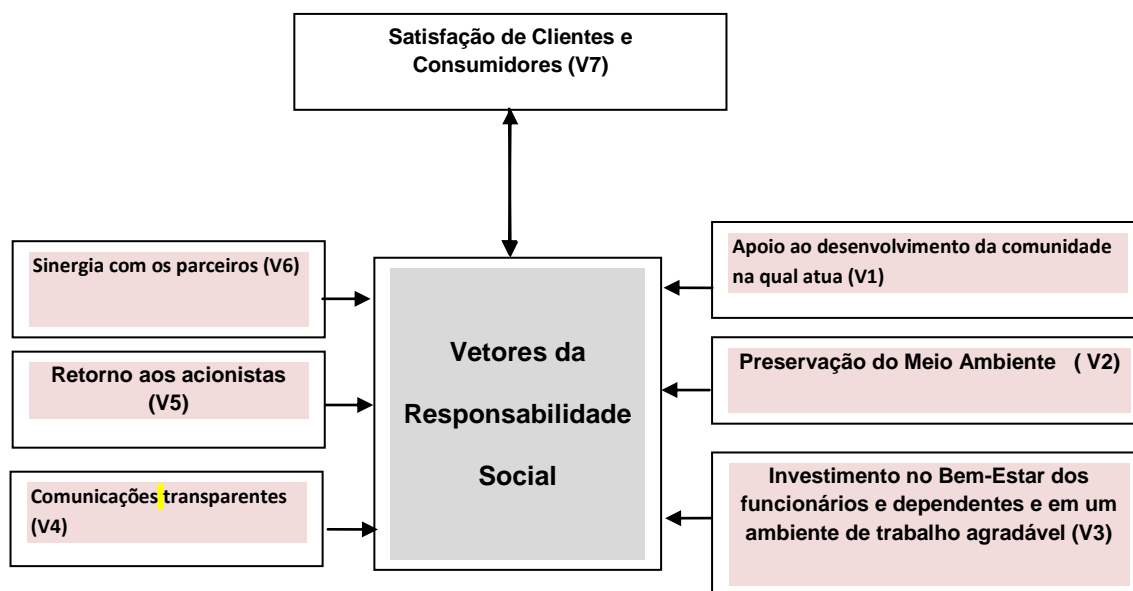 Satisfação de Clientes e
Consumidores (V7)
Sinergia com os parceiros (V6)
Retorno aos acionistas
(V5)
Comunicações transparentes
(V4)
Vetores da
Responsabilidade
Social
Apoio ao desenvolvimento da comunidade
na qual atua (V1)
Preservação do Meio Ambiente ( V2)
Investimento no Bem-Estar dos
funcionários e dependentes e em um
ambiente de trabalho agradável (V3)